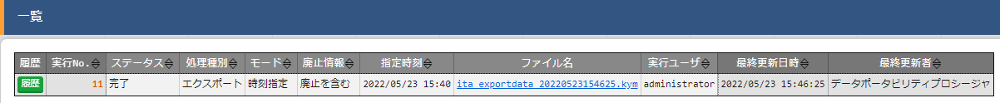 一覧
履歴 実行No. ステータス 処理種別 モード 廃止情報 指定時刻 ファイル名 実行ユーザ 最終更新日時 最終更新者
履歴 11 完了 エクスポート 時刻指定 廃止を含む 2022/05/23 15:40 ita_exportdata_20220523154625.kym administrator 2022/05/23 15:46:25 データポータビリティプロシージャ